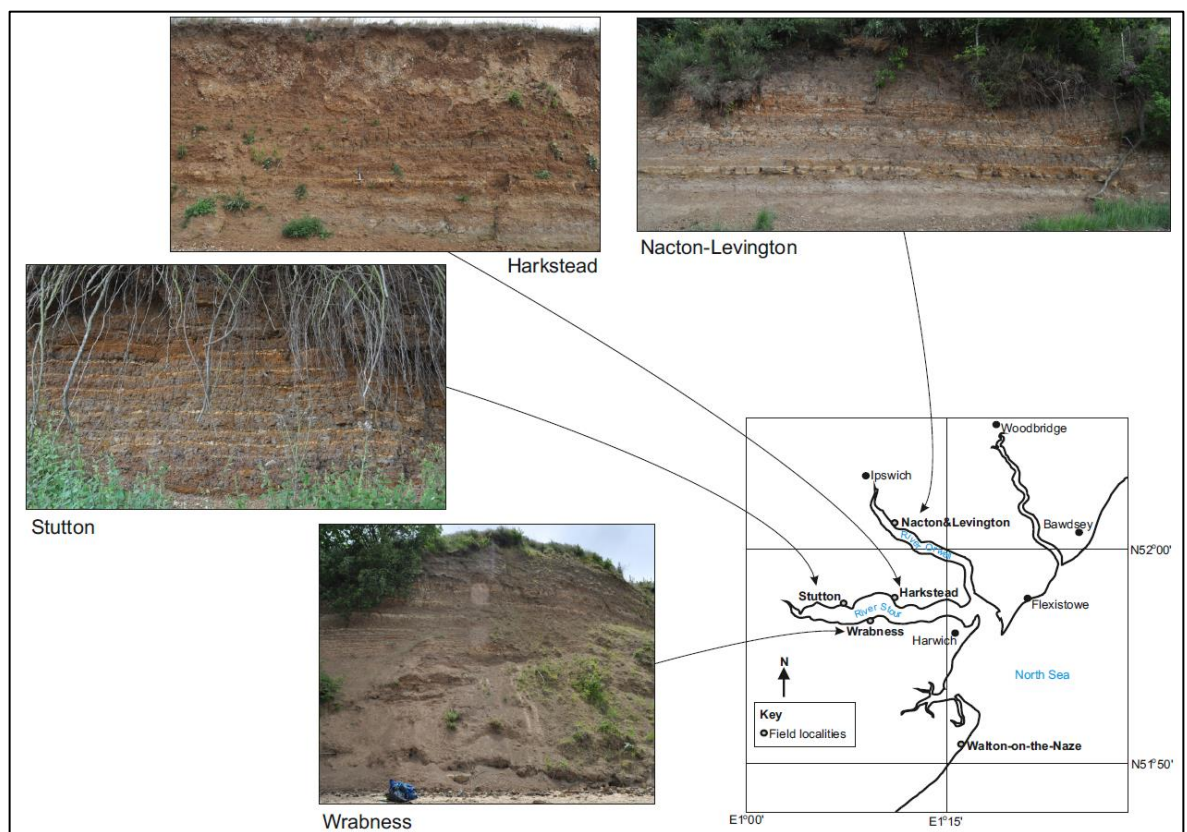 Harkstead
Nacton-Levington
Stutton
Wrabness
Woodbridge
Ipswich
Nacton&Levington
Bawdsey
River Orwell
N52°00'
Stutton
Harkstead
River Stour
Flexistowe
Wrabness
Harwich
N
North Sea
Key
Field localities
Walton-on-the-Naze
N51°50'
E1°00'
E1°15'